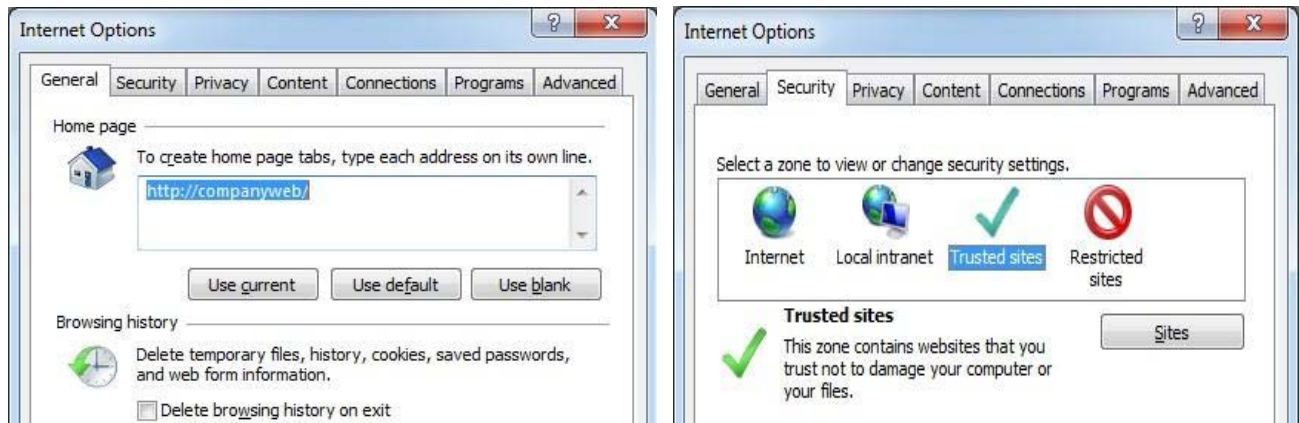 Internet Options
General Security Privacy Content Connections Programs Advanced
Home page
To create home page tabs, type each address on its own line.
http://companyweb/
Use current Use default Use blank
Browsing history
Delete temporary files, history, cookies, saved passwords,
and web form information.
Delete browsing history on exit
Internet Options
General Security Privacy Content Connections Programs Advanced
Select a zone to view or change security settings.
Internet Local intranet Trusted sites Restricted
sites
Trusted sites
Sites
This zone contains websites that you
trust not to damage your computer or
your files.